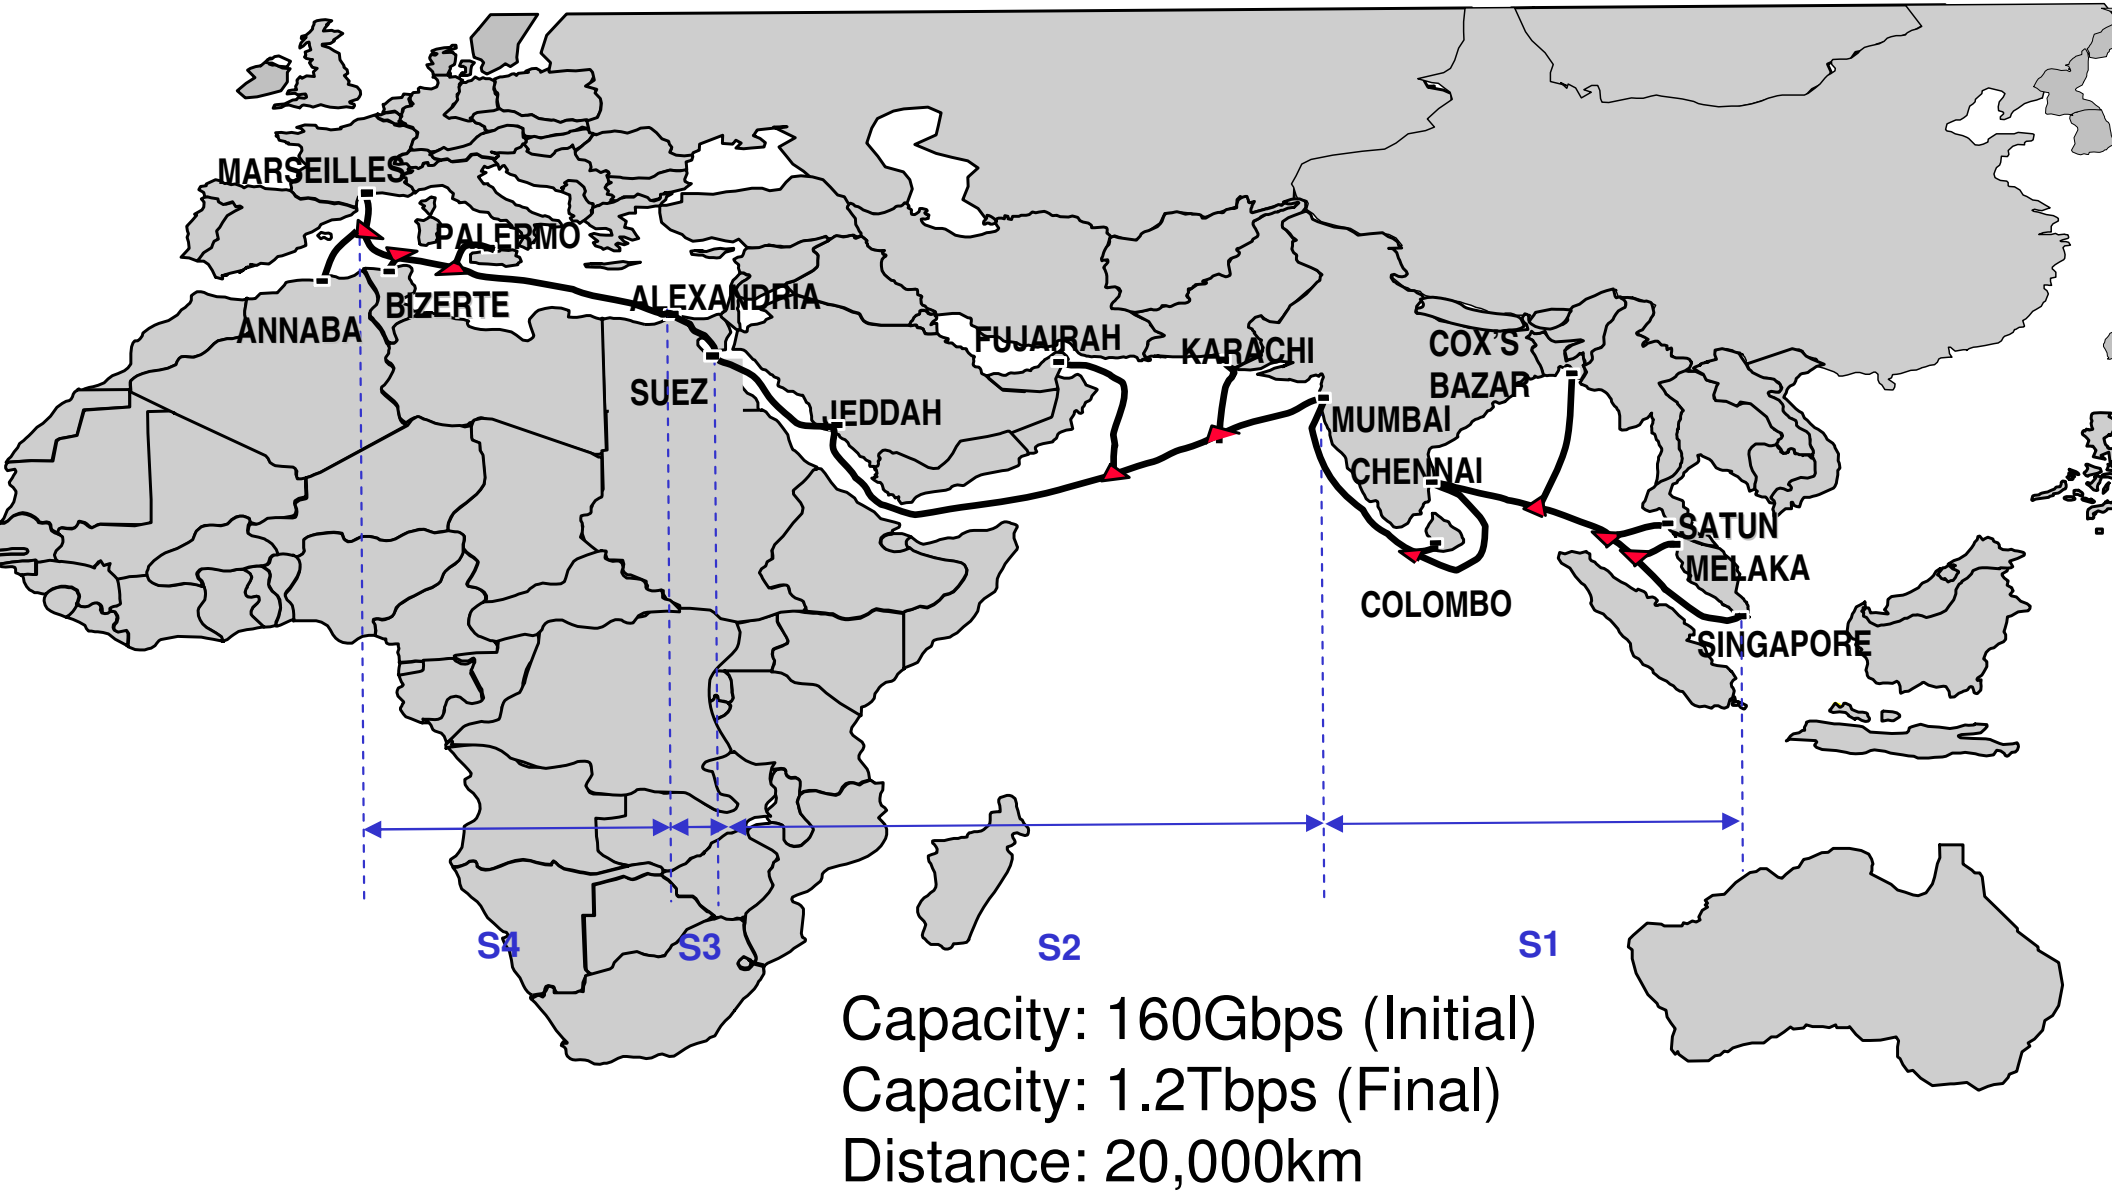 MARSEILLES
PALERMO
ALEXANDRIA
BIZERTE
ANNABA
FUJAIRAH
KARACHI
COX'S
BAZAR
SUEZ
JEDDAH
MUMBAI
CHENNAI
SATUN
MELAKA
COLOMBO
SINGAPORE
S4
S3
S2
S1
Capacity: 160Gbps (Initial)
Capacity: 1.2Tbps (Final)
Distance: 20,000km